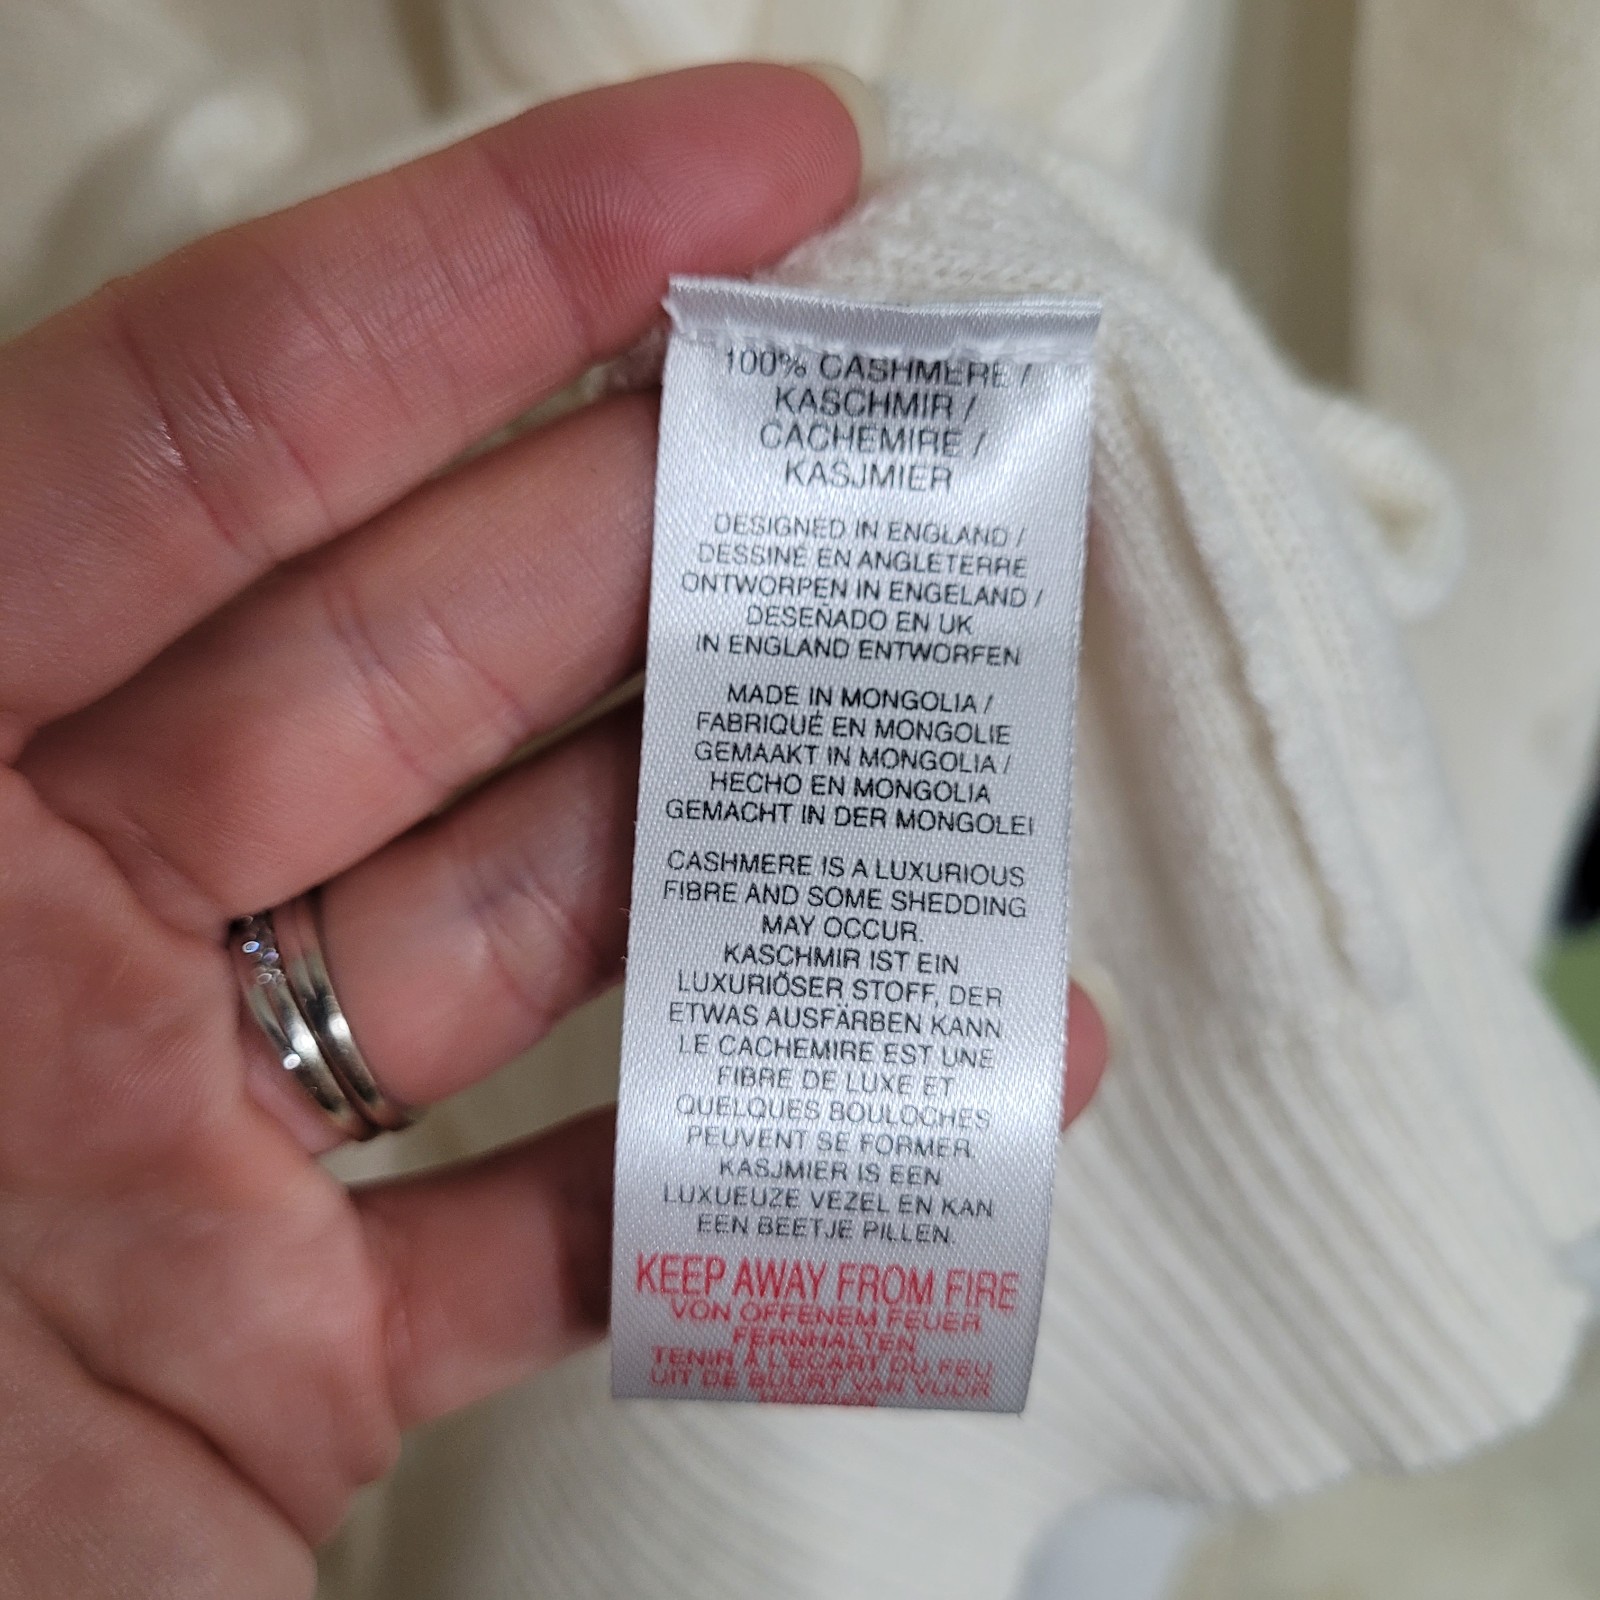 100% CASHMERE /
KASCHMIR /
CACHEMIRE /
KASJMIER
DESIGNED IN ENGLAND /
DESSINÉ EN ANGLETERRE
ONTWORPEN IN ENGELAND /
DESEÑADO EN UK
IN ENGLAND ENTWORFEN
MADE IN MONGOLIA /
FABRIQUÉ EN MONGOLIE
GEMAAKT IN MONGOLIA /
HECHO EN MONGOLIA
GEMACHT IN DER MONGOLEI
CASHMERE IS A LUXURIOUS
FIBRE AND SOME SHEDDING
MAY OCCUR.
KASCHMIR IST EIN
LUXURIÖSER STOFF, DER
ETWAS AUSFÄRBEN KANN
LE CACHEMIRE EST UNE
FIBRE DE LUXE ET
QUELQUES BOULOCHES
PEUVENT SE FORMER.
KASJMIER IS EEN
LUXUEUZE VEZEL EN KAN
EEN BEETJE PILLEN.
KEEP AWAY FROM FIRE
VON OFFENEM FEUER
FERNHALTEN
TENIR À L'ÉCART DU FEU
UIT DE BUURT VAN VUUR